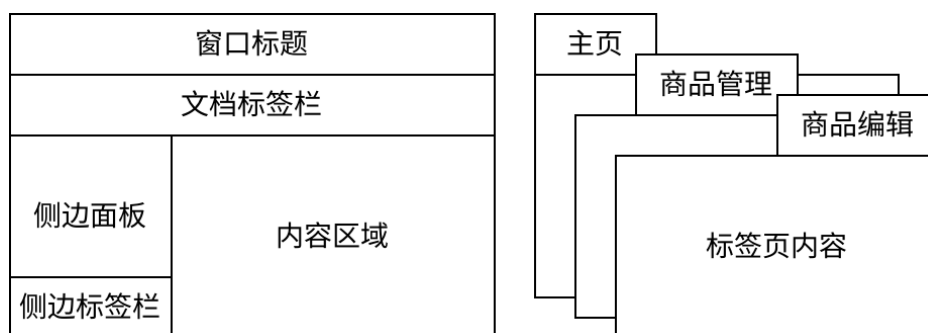 窗口标题
文档标签栏
侧边面板
内容区域
侧边标签栏
主页
商品管理
商品编辑
标签页内容